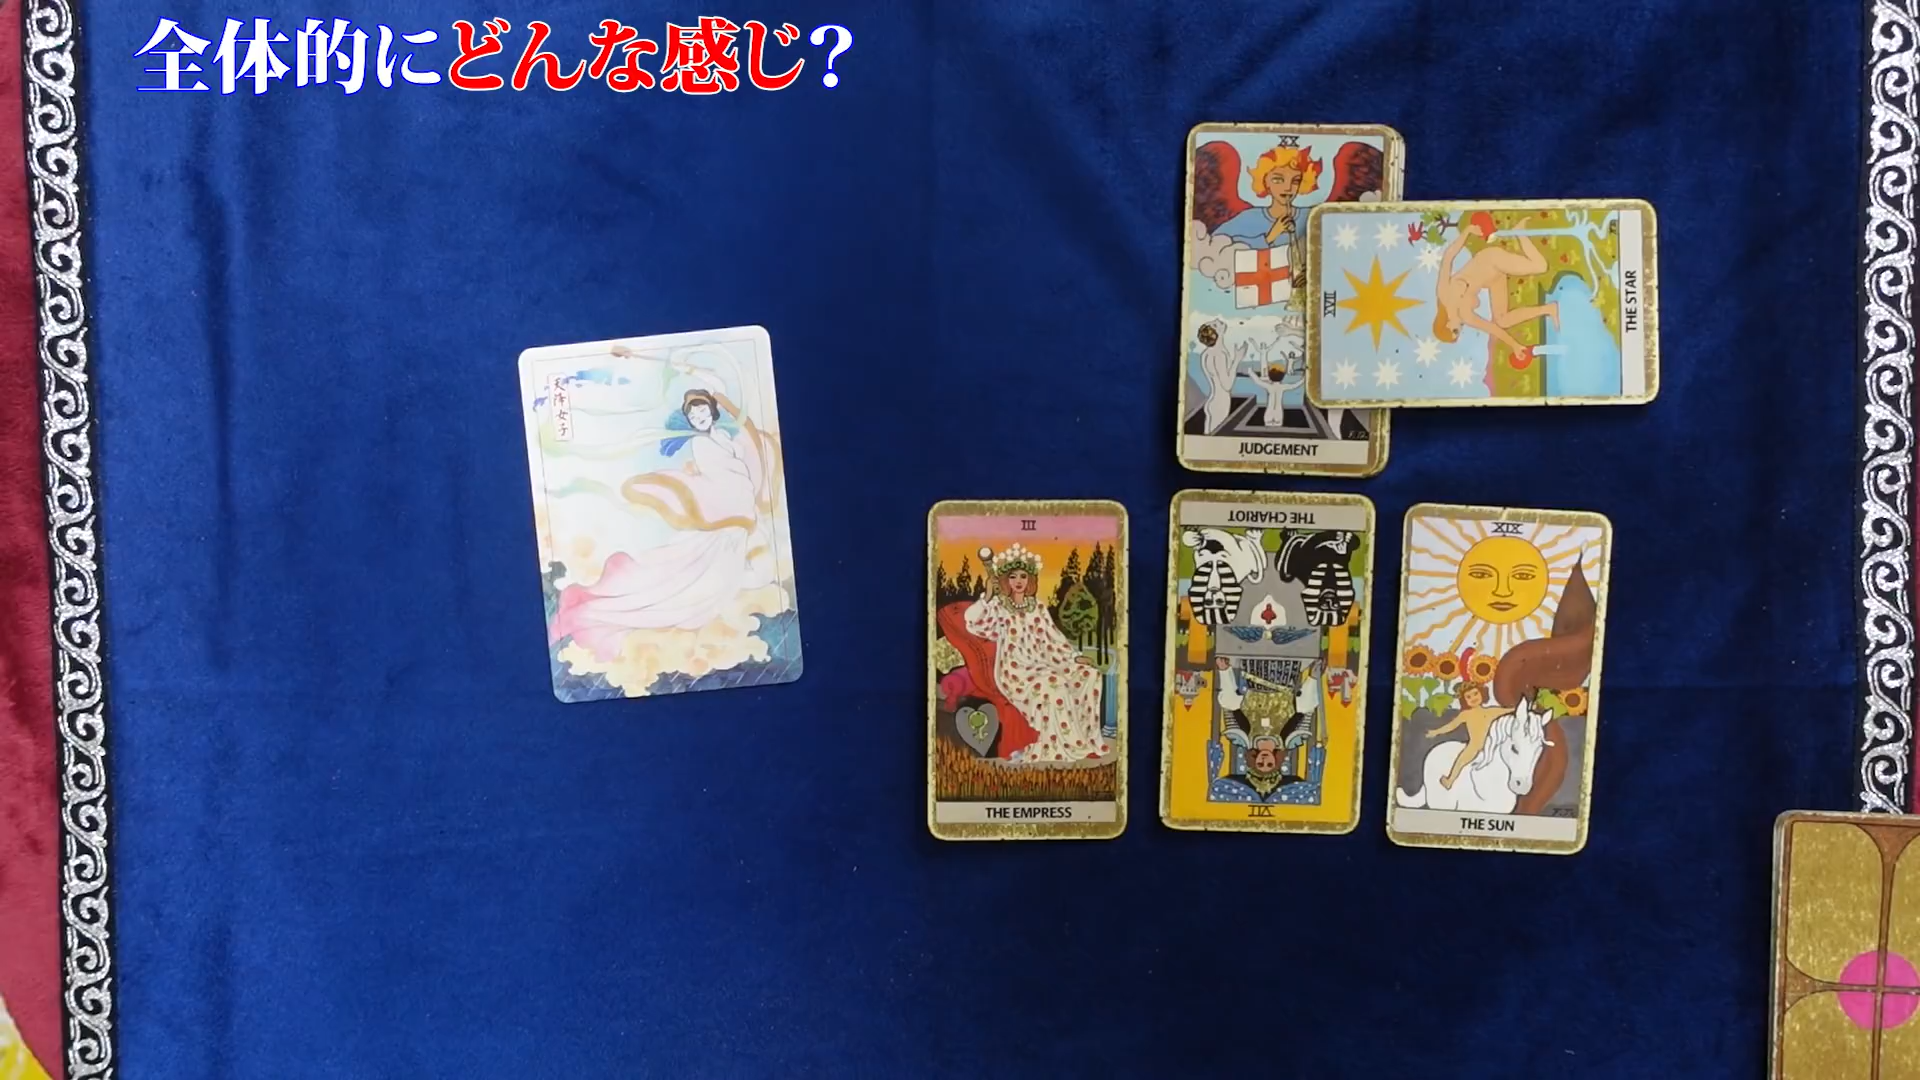 全体的にどんな感じ？
XX
JUDGEMENT
XVII
THE STAR
天津女子
III
THE EMPRESS
THE CHARIOT
VII
XIX
THE SUN